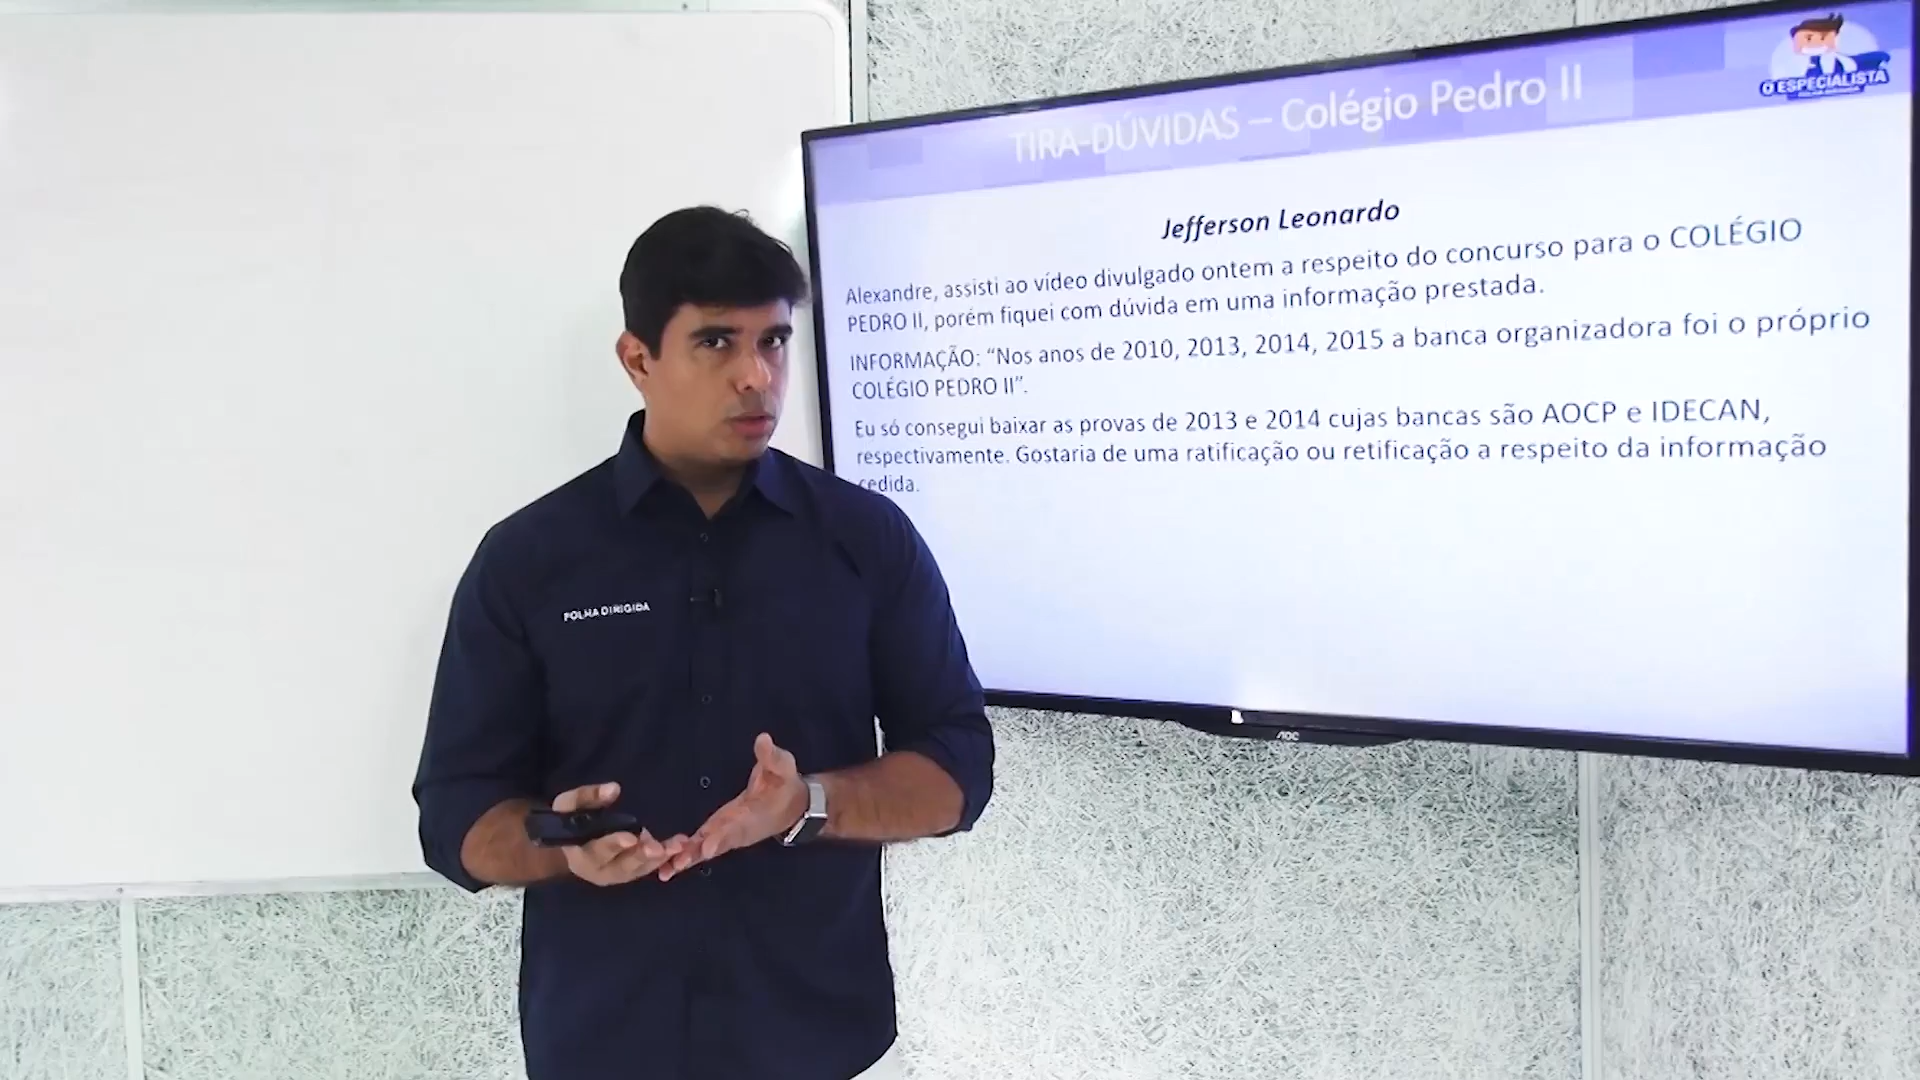 O ESPECIALISTA
TIRA-DÚVIDAS – Colégio Pedro II
Jefferson Leonardo
Alexandre, assisti ao vídeo divulgado ontem a respeito do concurso para o COLÉGIO
PEDRO II, porém fiquei com dúvida em uma informação prestada.
INFORMAÇÃO: “Nos anos de 2010, 2013, 2014, 2015 a banca organizadora foi o próprio
COLÉGIO PEDRO II”.
Eu só consegui baixar as provas de 2013 e 2014 cujas bancas são AOCP e IDECAN,
respectivamente. Gostaria de uma ratificação ou retificação a respeito da informação
cedida.
FOLHA DIRIGIDA
AOC